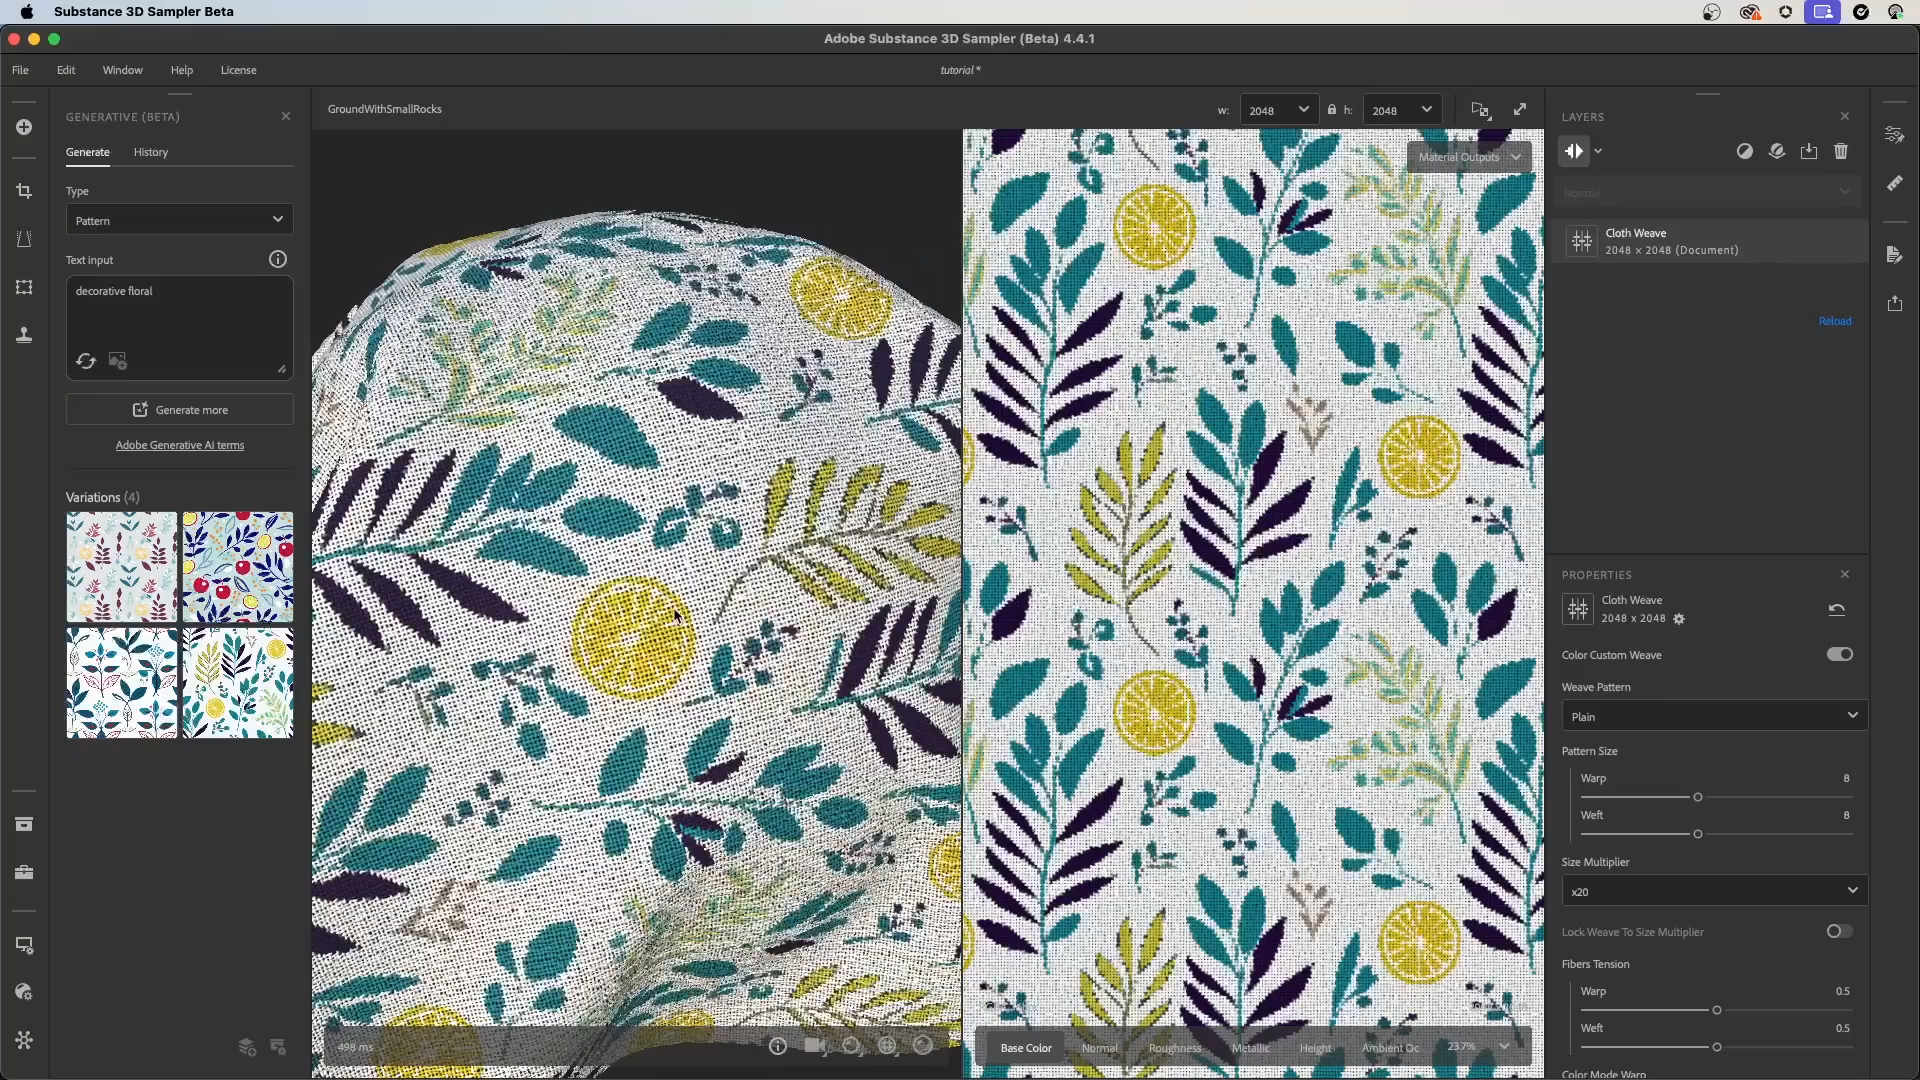 Substance 3D Sampler Beta
Adobe Substance 3D Sampler (Beta) 4.4.1
File Edit Window Help License
tutorial *
GENERATIVE (BETA)
Generate History
Type
Pattern
Text input
decorative floral
Generate more
Adobe Generative AI terms
Variations (4)
GroundWithSmallRocks
w: 2048 h: 2048
Material Outputs
498 ms
Base Color Normal Roughness Metallic Height Ambient Oc 23.7%
LAYERS
Normal
Cloth Weave
2048 × 2048 (Document)
Reload
PROPERTIES
Cloth Weave
2048 x 2048
Color Custom Weave
Weave Pattern
Plain
Pattern Size
Warp 8
Weft 8
Size Multiplier
x20
Lock Weave To Size Multiplier
Fibers Tension
Warp 0.5
Weft 0.5
Color Mode Warp